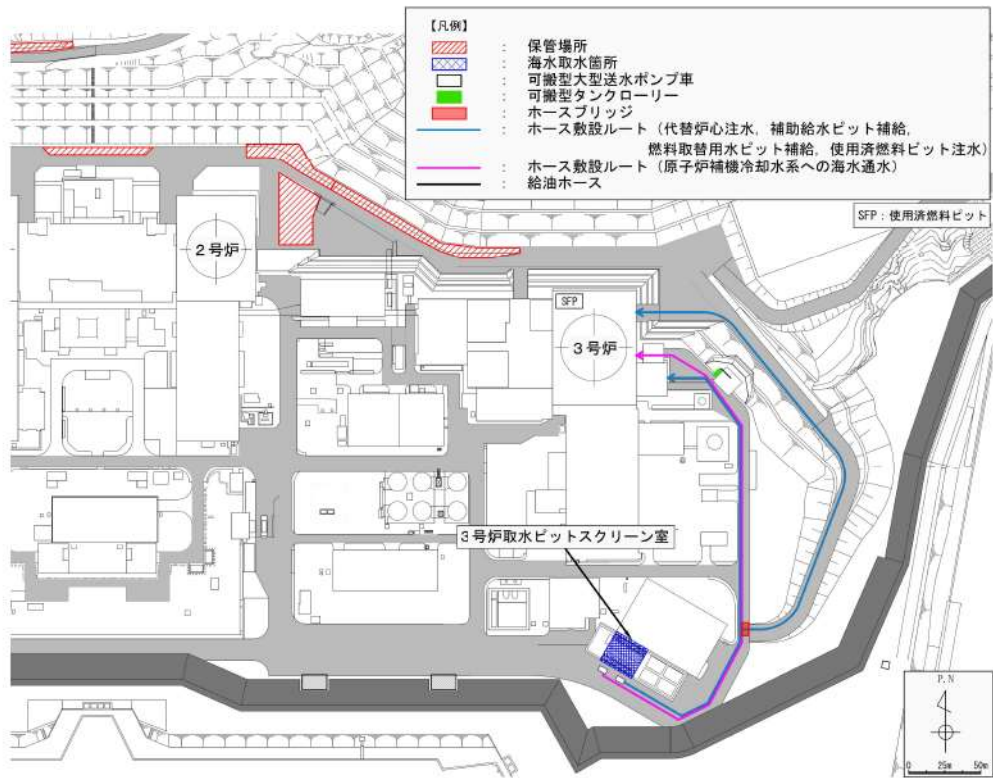 【凡例】
： 保管場所
： 海水取水箇所
： 可搬型大型送水ポンプ車
： 可搬型タンクローリー
： ホースブリッジ
： ホース敷設ルート（代替炉心注水，補助給水ピット補給，
燃料取替用水ピット補給，使用済燃料ピット注水）
： ホース敷設ルート（原子炉補機冷却水系への海水通水）
： 給油ホース
SFP：使用済燃料ピット
２号炉
SFP
３号炉
３号炉取水ピットスクリーン室
P.N
0 25m 50m